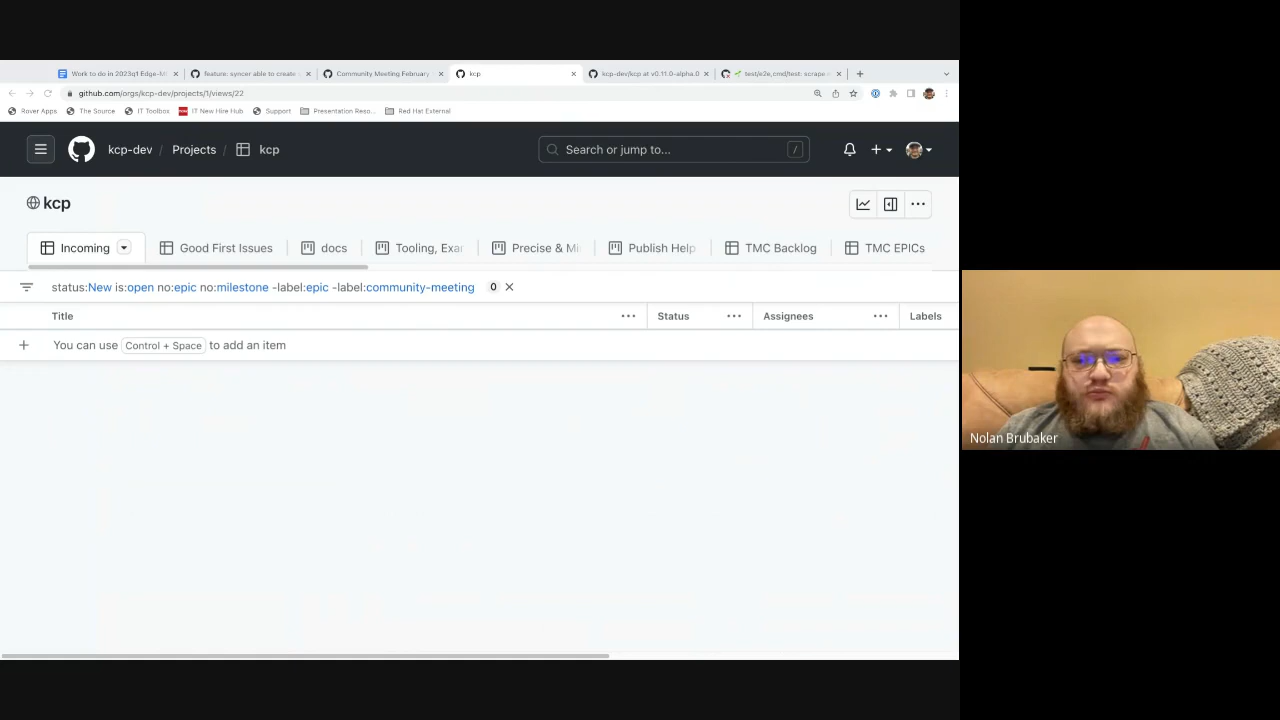 Work to do in 2023q1 Edge-M
feature: syncer able to create
Community Meeting February
kcp
kcp-dev/kcp at v0.11.0-alpha.0
test/e2e,cmd/test: scrape
github.com/orgs/kcp-dev/projects/1/views/22
Rover Apps
The Source
IT Toolbox
IT New Hire Hub
Support
Presentation Reso...
Red Hat External
kcp-dev / Projects / kcp
Search or jump to... /
kcp
Incoming
Good First Issues
docs
Tooling, Exar
Precise & Mi
Publish Help
TMC Backlog
TMC EPICs
status:New is:open no:epic no:milestone -label:epic -label:community-meeting 0
Title Status Assignees Labels
You can use Control + Space to add an item
Nolan Brubaker